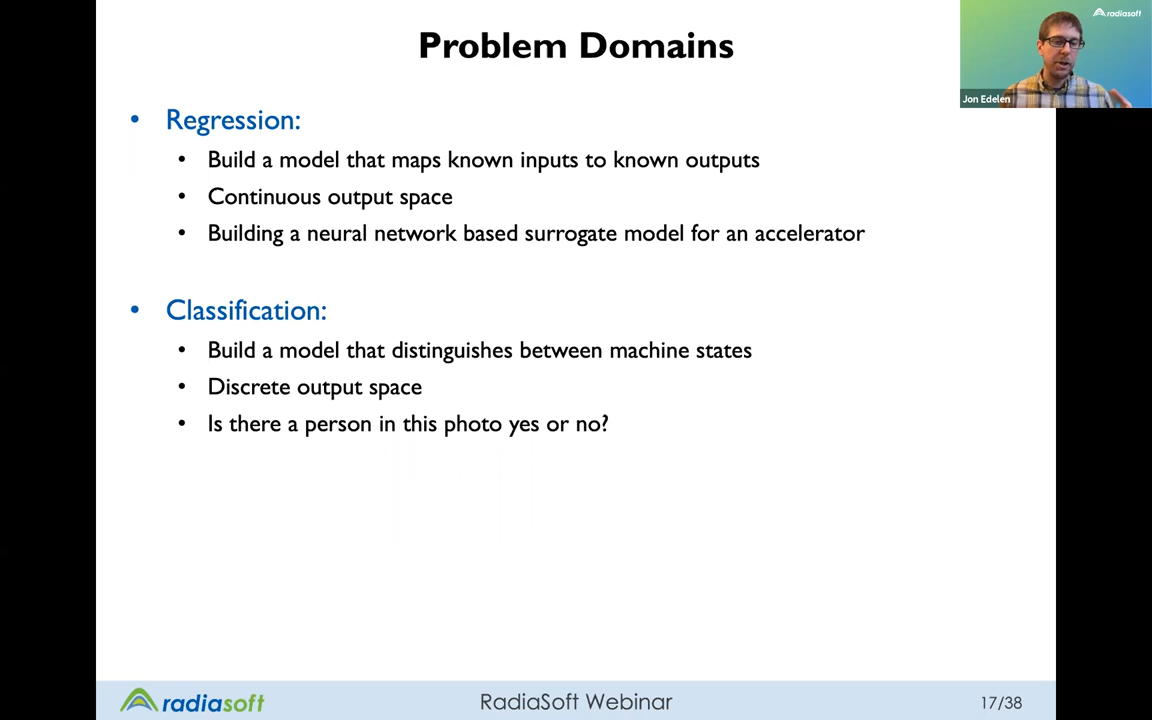 Problem Domains
radiasoft
Jon Edelen
• Regression:
• Build a model that maps known inputs to known outputs
• Continuous output space
• Building a neural network based surrogate model for an accelerator
• Classification:
• Build a model that distinguishes between machine states
• Discrete output space
• Is there a person in this photo yes or no?
radiasoft
RadiaSoft Webinar
17/38